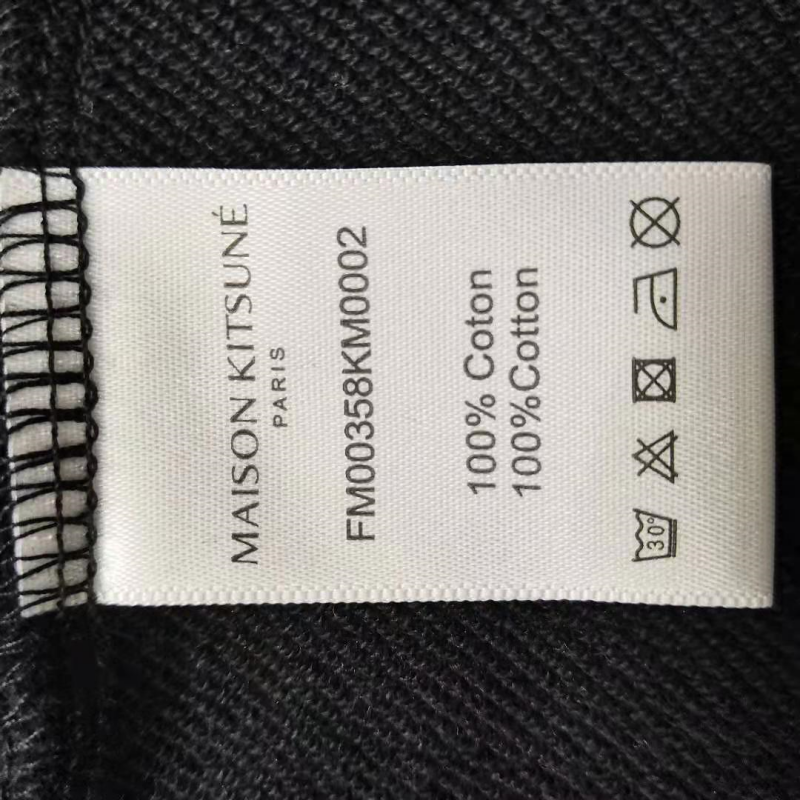 MAISON KITSUNÉ
PARIS
FM00358KM0002
100% Coton
100%Cotton
30°